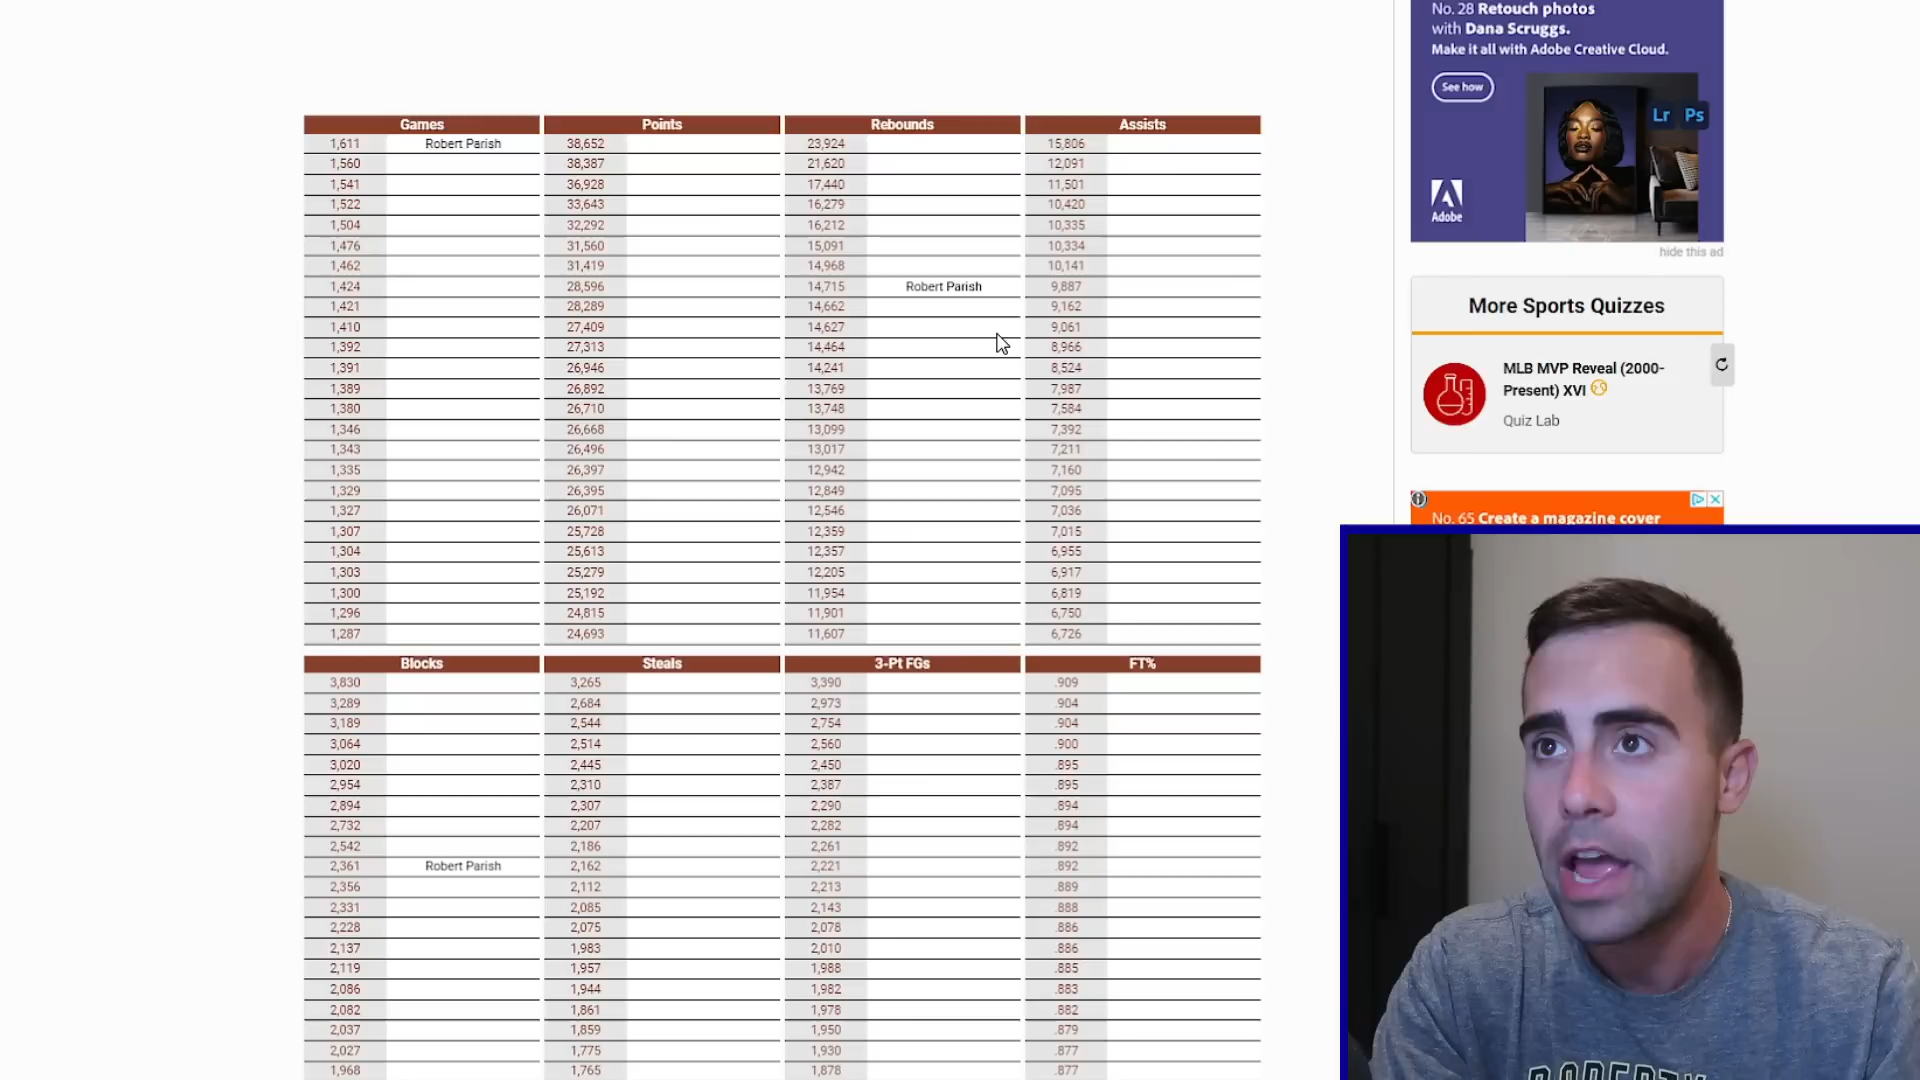 No. 28 Retouch photos
with Dana Scruggs.
Make it all with Adobe Creative Cloud.
See how
Lr Ps
Adobe
hide this ad
Games Points Rebounds Assists
1,611 Robert Parish 38,652 23,924 15,806
1,560 38,387 21,620 12,091
1,541 36,928 17,440 11,501
1,522 33,643 16,279 10,420
1,504 32,292 16,212 10,335
1,476 31,560 15,091 10,334
1,462 31,419 14,968 10,141
1,424 28,596 14,715 Robert Parish 9,887
1,421 28,289 14,662 9,162
1,410 27,409 14,627 9,061
1,392 27,313 14,464 8,966
1,391 26,946 14,241 8,524
1,389 26,892 13,769 7,987
1,380 26,710 13,748 7,584
1,346 26,668 13,099 7,392
1,343 26,496 13,017 7,211
1,335 26,397 12,942 7,160
1,329 26,395 12,849 7,095
1,327 26,071 12,546 7,036
1,307 25,728 12,359 7,015
1,304 25,613 12,357 6,955
1,303 25,279 12,205 6,917
1,300 25,192 11,954 6,819
1,296 24,815 11,901 6,750
1,287 24,693 11,607 6,726
Blocks Steals 3-Pt FGs FT%
3,830 3,265 3,390 .909
3,289 2,684 2,973 .904
3,189 2,544 2,754 .904
3,064 2,514 2,560 .900
3,020 2,445 2,450 .895
2,954 2,310 2,387 .895
2,894 2,307 2,290 .894
2,732 2,207 2,282 .894
2,542 2,186 2,261 .892
2,361 Robert Parish 2,162 2,221 .892
2,356 2,112 2,213 .889
2,331 2,085 2,143 .888
2,228 2,075 2,078 .886
2,137 1,983 2,010 .886
2,119 1,957 1,988 .885
2,086 1,944 1,982 .883
2,082 1,861 1,978 .882
2,037 1,859 1,950 .879
2,027 1,775 1,930 .877
1,968 1,765 1,878 .877
More Sports Quizzes
MLB MVP Reveal (2000-
Present) XVI
Quiz Lab
No. 65 Create a magazine cover